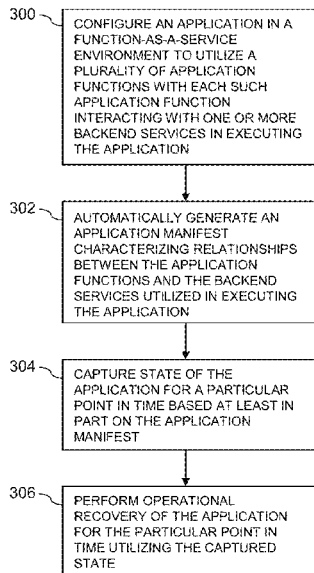 300
CONFIGURE AN APPLICATION IN A
FUNCTION-AS-A-SERVICE
ENVIRONMENT TO UTILIZE A
PLURALITY OF APPLICATION
FUNCTIONS WITH EACH SUCH
APPLICATION FUNCTION
INTERACTING WITH ONE OR MORE
BACKEND SERVICES IN EXECUTING
THE APPLICATION
302
AUTOMATICALLY GENERATE AN
APPLICATION MANIFEST
CHARACTERIZING RELATIONSHIPS
BETWEEN THE APPLICATION
FUNCTIONS AND THE BACKEND
SERVICES UTILIZED IN EXECUTING
THE APPLICATION
304
CAPTURE STATE OF THE
APPLICATION FOR A PARTICULAR
POINT IN TIME BASED AT LEAST IN
PART ON THE APPLICATION
MANIFEST
306
PERFORM OPERATIONAL
RECOVERY OF THE APPLICATION
FOR THE PARTICULAR POINT IN
TIME UTILIZING THE CAPTURED
STATE